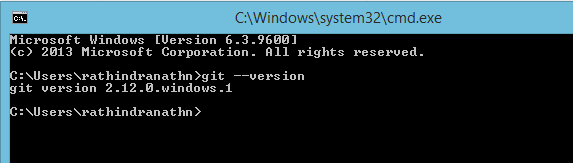 C:\Windows\system32\cmd.exe
Microsoft Windows [Version 6.3.9600]
(c) 2013 Microsoft Corporation. All rights reserved.
C:\Users\rathindranathn>git --version
git version 2.12.0.windows.1
C:\Users\rathindranathn>